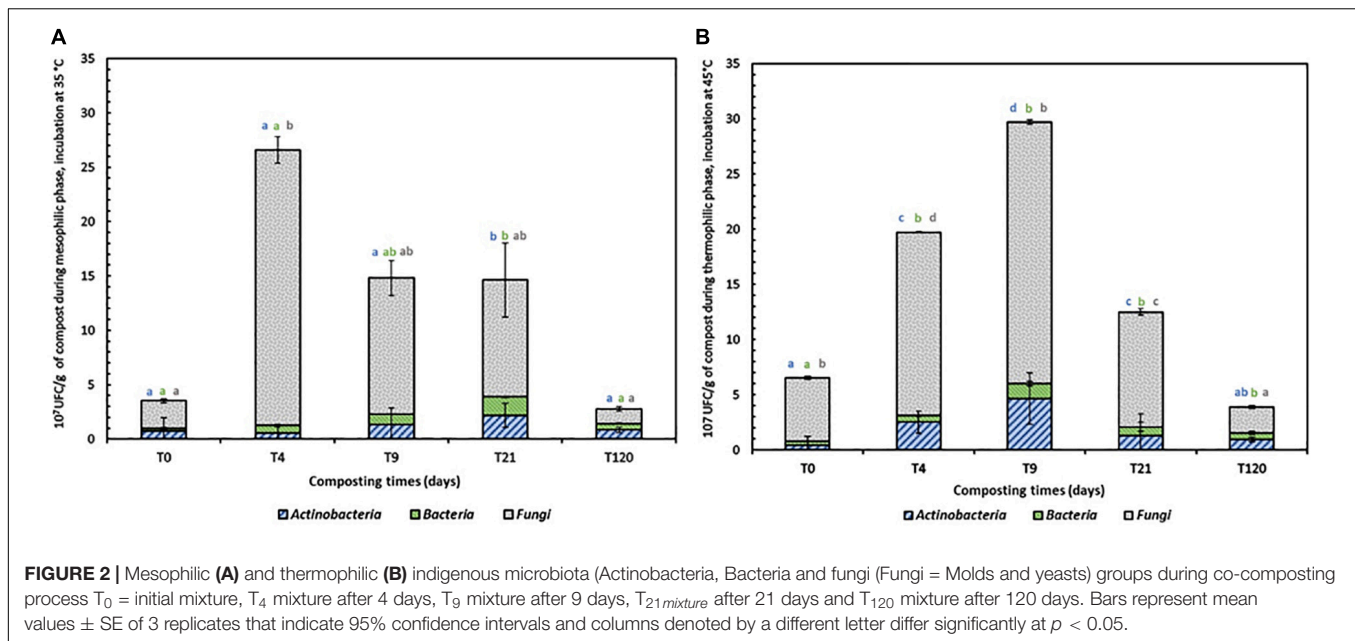 A
B
35
30
25
20
15
10
5
0
10⁷ UFC/g of compost during mesophilic phase, incubation at 35 °C
a a a
a a b
a ab ab
b b ab
a a a
T0 T4 T9 T21 T120
Composting times (days)
Actinobacteria Bacteria Fungi
35
30
25
20
15
10
5
0
107 UFC/g of compost during thermophilic phase, incubation at 45°C
a a b
c b d
d b b
c b c
ab b a
T0 T4 T9 T21 T120
Composting times (days)
Actinobacteria Bacteria Fungi
FIGURE 2 | Mesophilic (A) and thermophilic (B) indigenous microbiota (Actinobacteria, Bacteria and fungi (Fungi = Molds and yeasts) groups during co-composting
process T₀ = initial mixture, T₄ mixture after 4 days, T₉ mixture after 9 days, T₂₁mixture after 21 days and T₁₂₀ mixture after 120 days. Bars represent mean
values ± SE of 3 replicates that indicate 95% confidence intervals and columns denoted by a different letter differ significantly at p < 0.05.